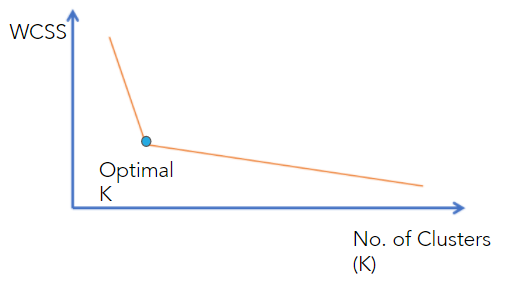 WCSS
Optimal
K
No. of Clusters
(K)